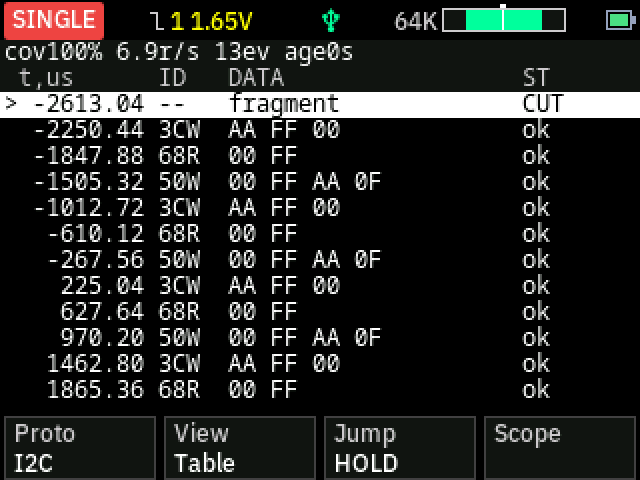 SINGLE 1 1.65V 64K
cov100% 6.9r/s 13ev age0s
t,us ID DATA ST
> -2613.04 -- fragment CUT
-2250.44 3CW AA FF 00 ok
-1847.88 68R 00 FF ok
-1505.32 50W 00 FF AA 0F ok
-1012.72 3CW AA FF 00 ok
-610.12 68R 00 FF ok
-267.56 50W 00 FF AA 0F ok
225.04 3CW AA FF 00 ok
627.64 68R 00 FF ok
970.20 50W 00 FF AA 0F ok
1462.80 3CW AA FF 00 ok
1865.36 68R 00 FF ok
Proto View Jump Scope
I2C Table HOLD